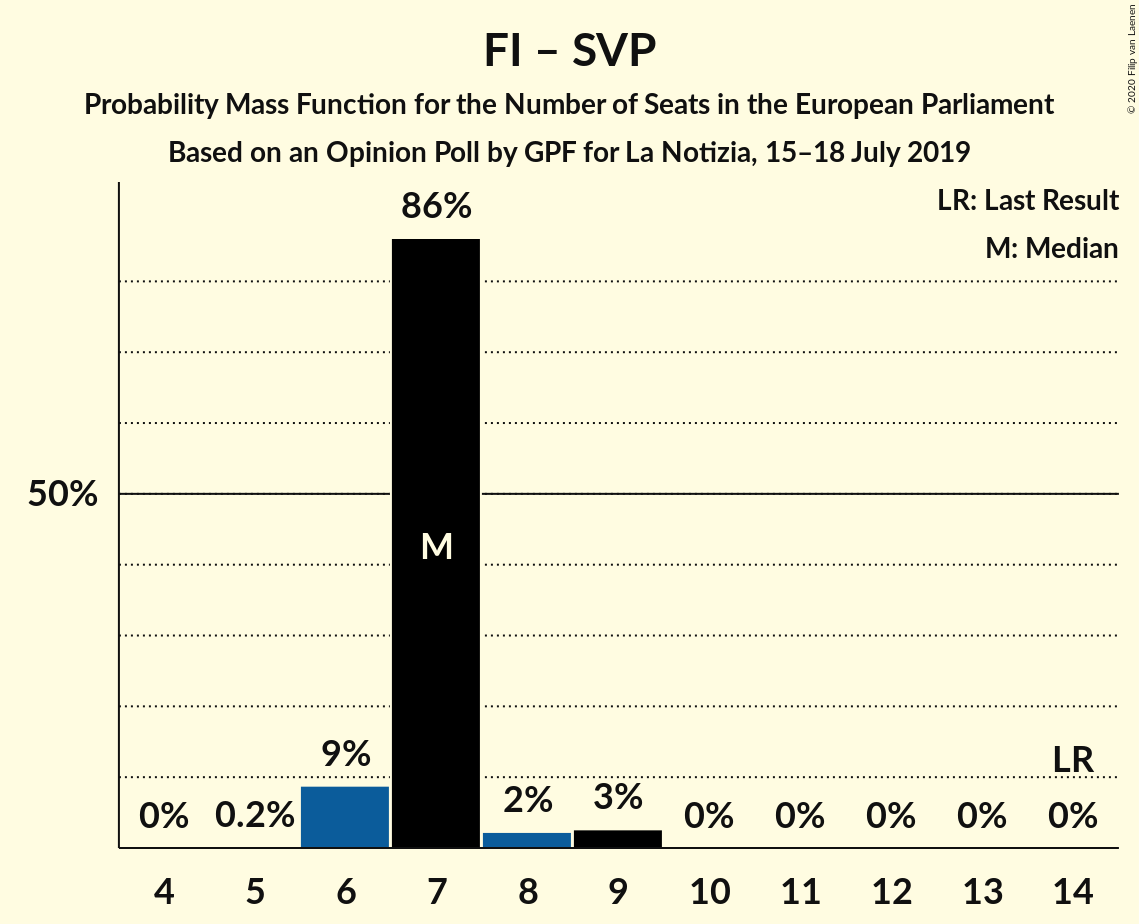 FI – SVP
Probability Mass Function for the Number of Seats in the European Parliament
Based on an Opinion Poll by GPF for La Notizia, 15–18 July 2019
© 2020 Filip van Laenen
LR: Last Result
M: Median
86%
50%
M
9%
LR
0%
0.2%
2%
3%
0%
0%
0%
0%
0%
4
5
6
7
8
9
10
11
12
13
14